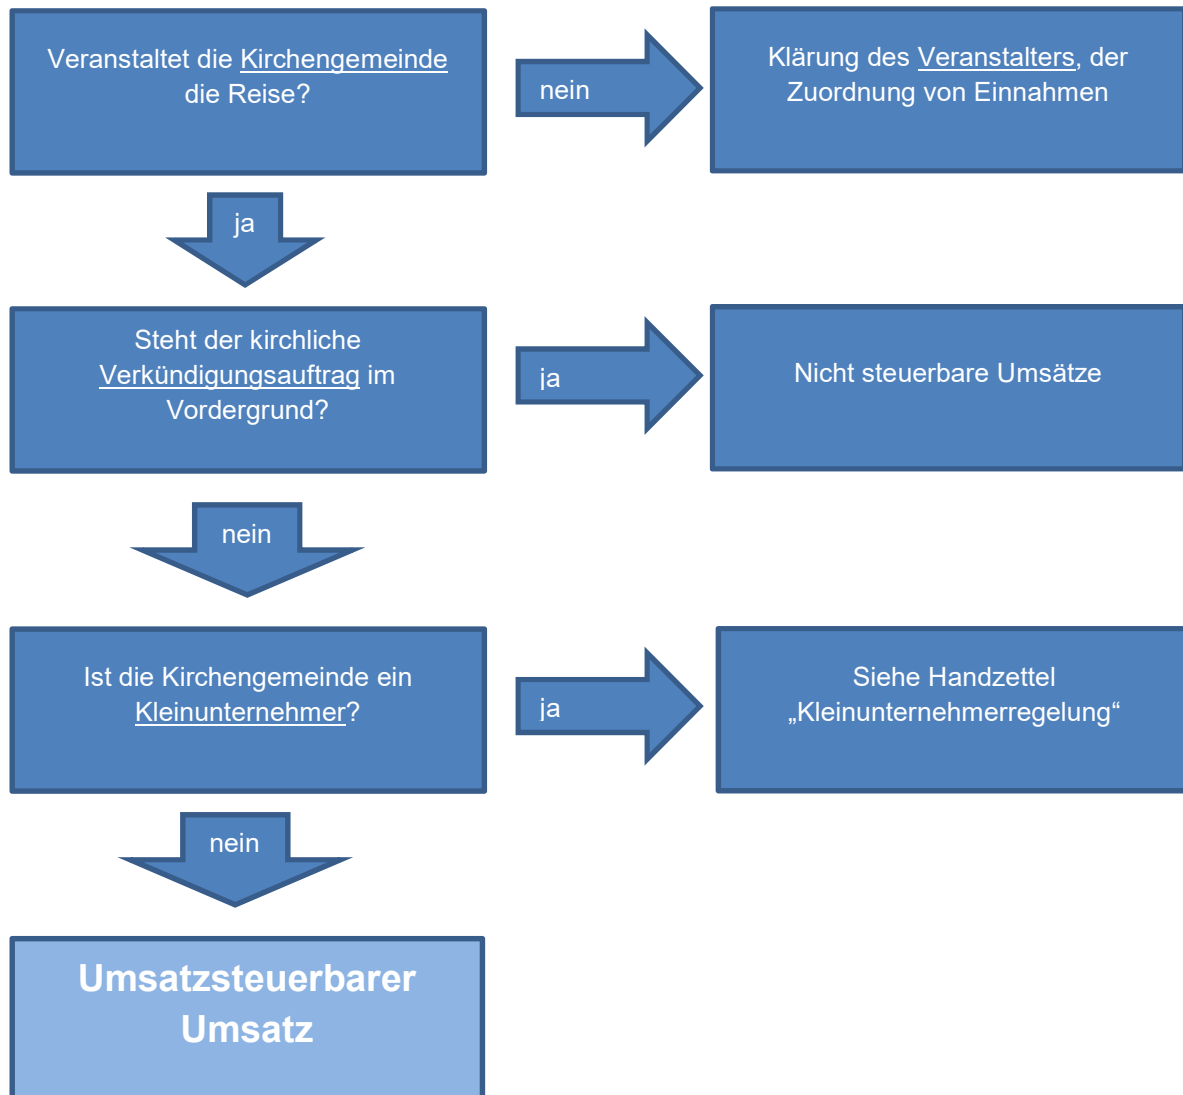 Veranstaltet die Kirchengemeinde
die Reise?
nein
Klärung des Veranstalters, der
Zuordnung von Einnahmen
ja
Steht der kirchliche
Verkündigungsauftrag im
Vordergrund?
ja
Nicht steuerbare Umsätze
nein
Ist die Kirchengemeinde ein
Kleinunternehmer?
ja
Siehe Handzettel
„Kleinunternehmerregelung“
nein
Umsatzsteuerbarer
Umsatz